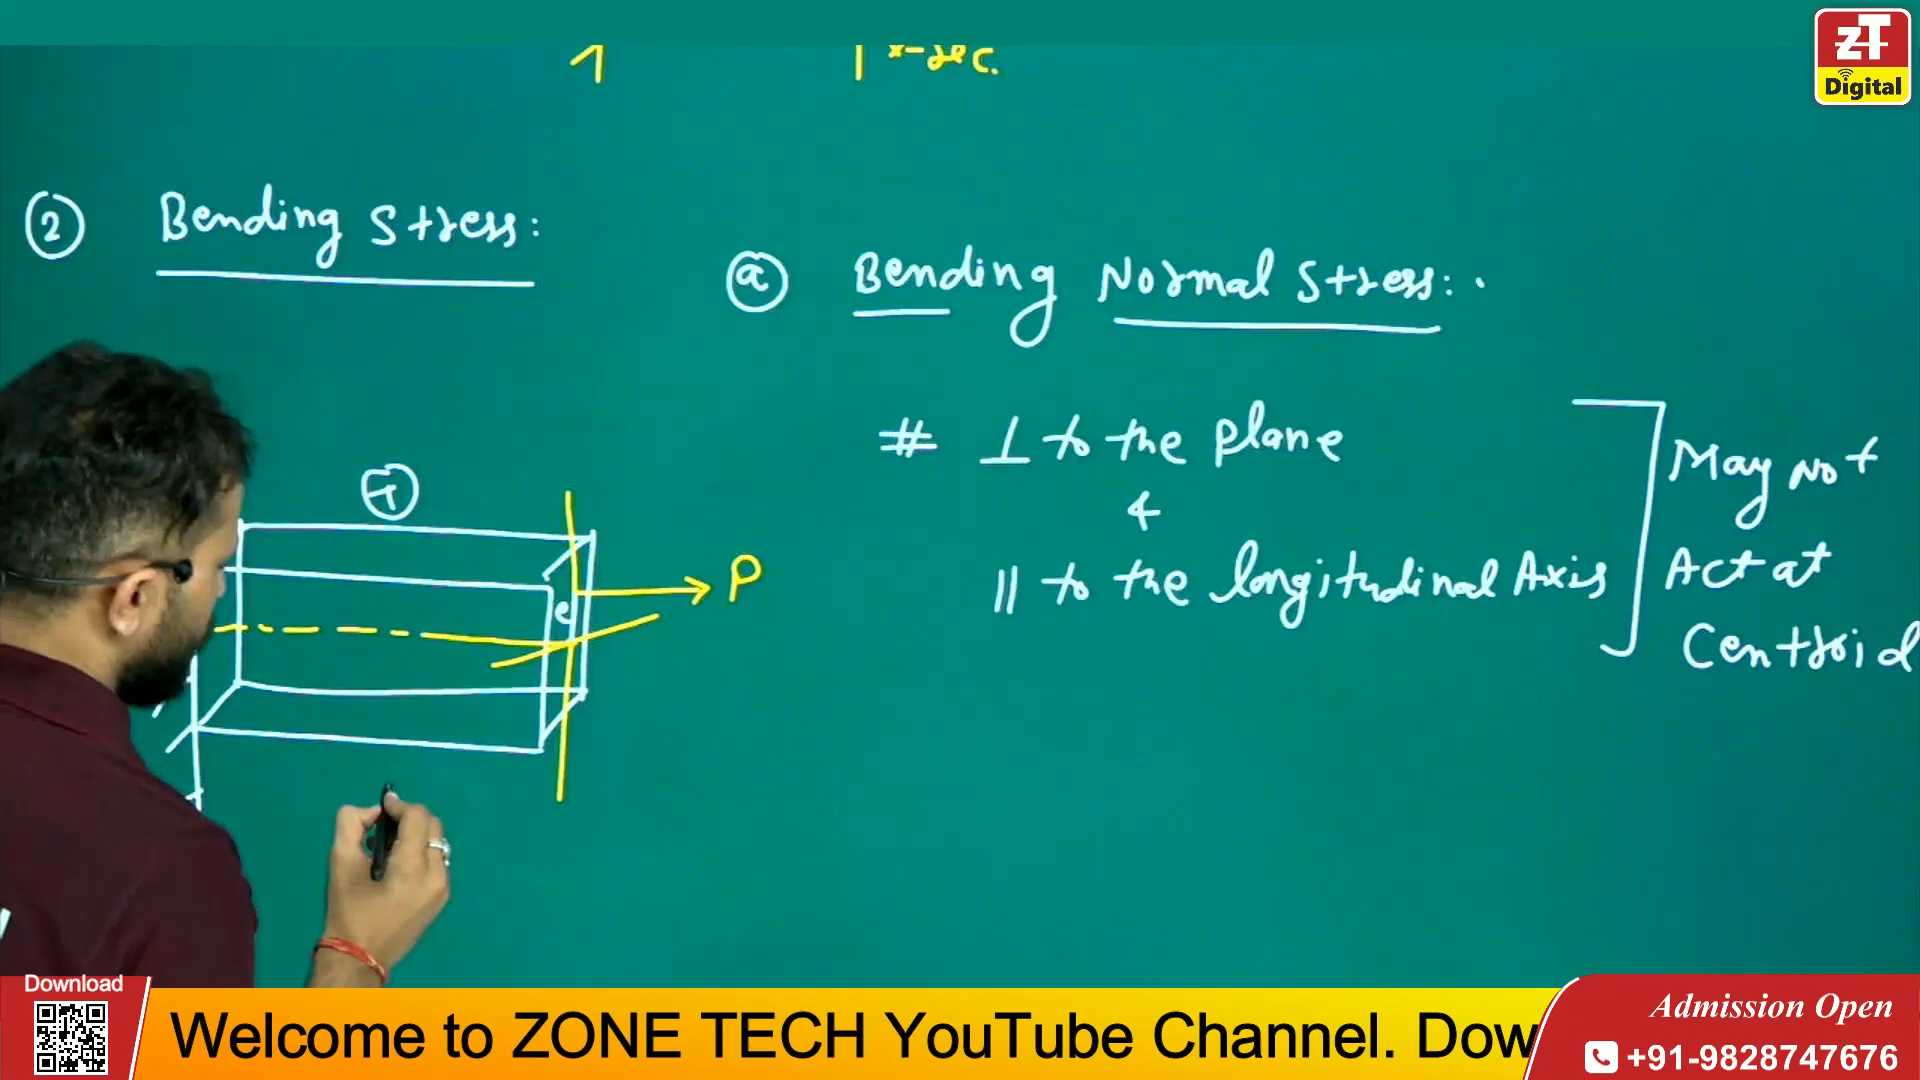 x-sec.
ZT
Digital
② Bending Stress:
ⓐ Bending Normal Stress:
# ⊥ to the plane
&
|| to the longitudinal Axis
May Not
Act at
Centroid
P
e
Download
Welcome to ZONE TECH YouTube Channel. Dow
Admission Open
+91-9828747676